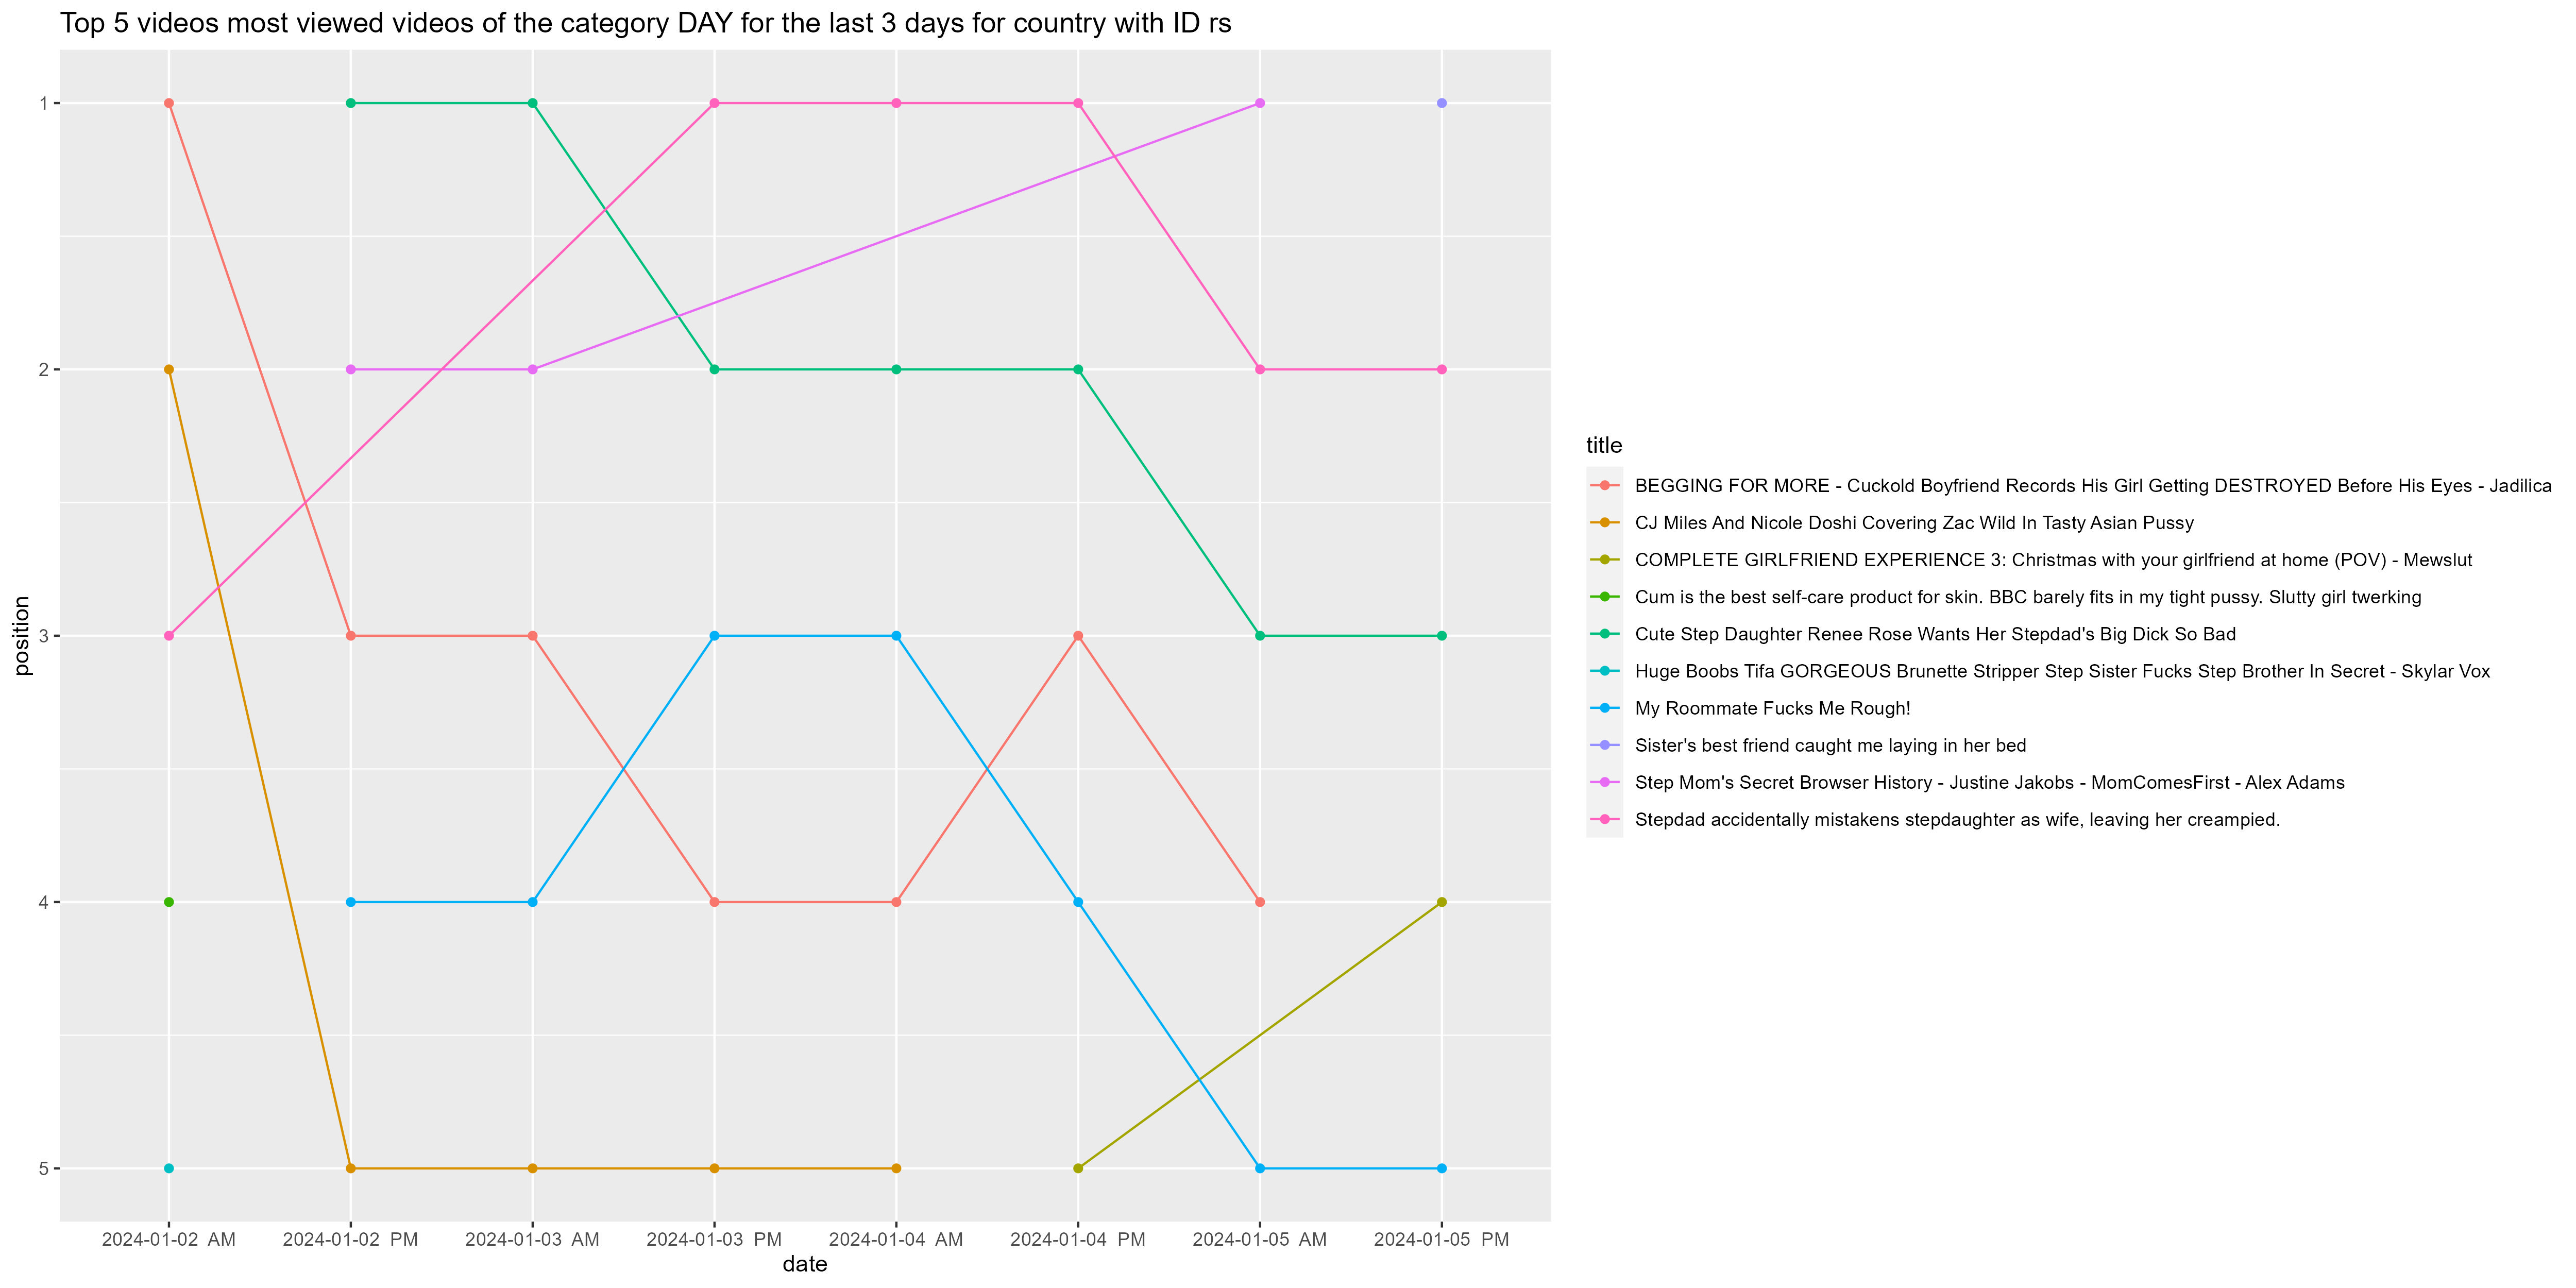 Top 5 videos most viewed videos of the category DAY for the last 3 days for country with ID rs
position
1
2
3
4
5
2024-01-02 AM
2024-01-02 PM
2024-01-03 AM
2024-01-03 PM
2024-01-04 AM
2024-01-04 PM
2024-01-05 AM
2024-01-05 PM
date
title
BEGGING FOR MORE - Cuckold Boyfriend Records His Girl Getting DESTROYED Before His Eyes - Jadilica
CJ Miles And Nicole Doshi Covering Zac Wild In Tasty Asian Pussy
COMPLETE GIRLFRIEND EXPERIENCE 3: Christmas with your girlfriend at home (POV) - Mewslut
Cum is the best self-care product for skin. BBC barely fits in my tight pussy. Slutty girl twerking
Cute Step Daughter Renee Rose Wants Her Stepdad's Big Dick So Bad
Huge Boobs Tifa GORGEOUS Brunette Stripper Step Sister Fucks Step Brother In Secret - Skylar Vox
My Roommate Fucks Me Rough!
Sister's best friend caught me laying in her bed
Step Mom's Secret Browser History - Justine Jakobs - MomComesFirst - Alex Adams
Stepdad accidentally mistakens stepdaughter as wife, leaving her creampied.